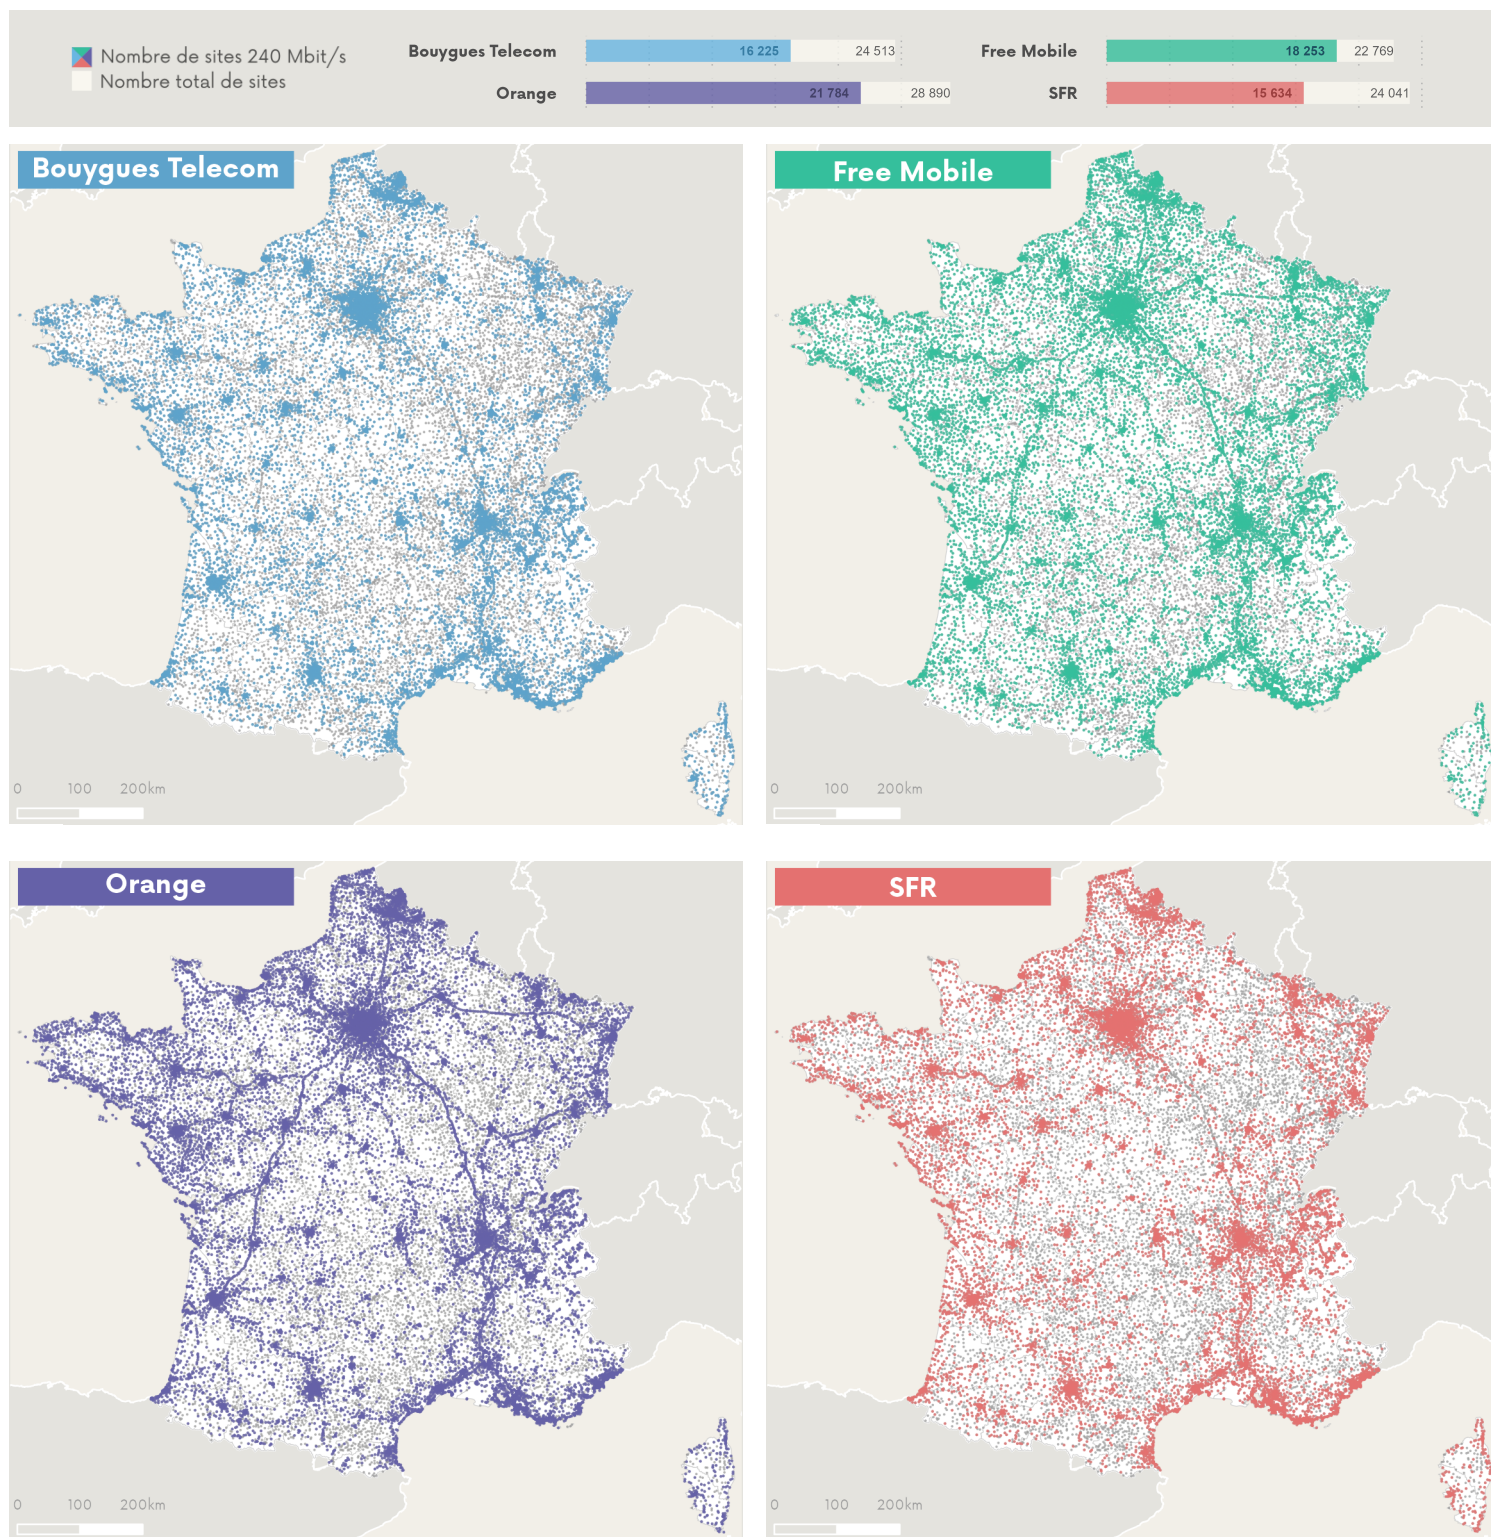 Nombre de sites 240 Mbit/s
Nombre total de sites
Bouygues Telecom 16 225 24 513
Orange 21 784 28 890
Free Mobile 18 253 22 769
SFR 15 634 24 041
Bouygues Telecom
0 100 200km
Free Mobile
0 100 200km
Orange
0 100 200km
SFR
0 100 200km